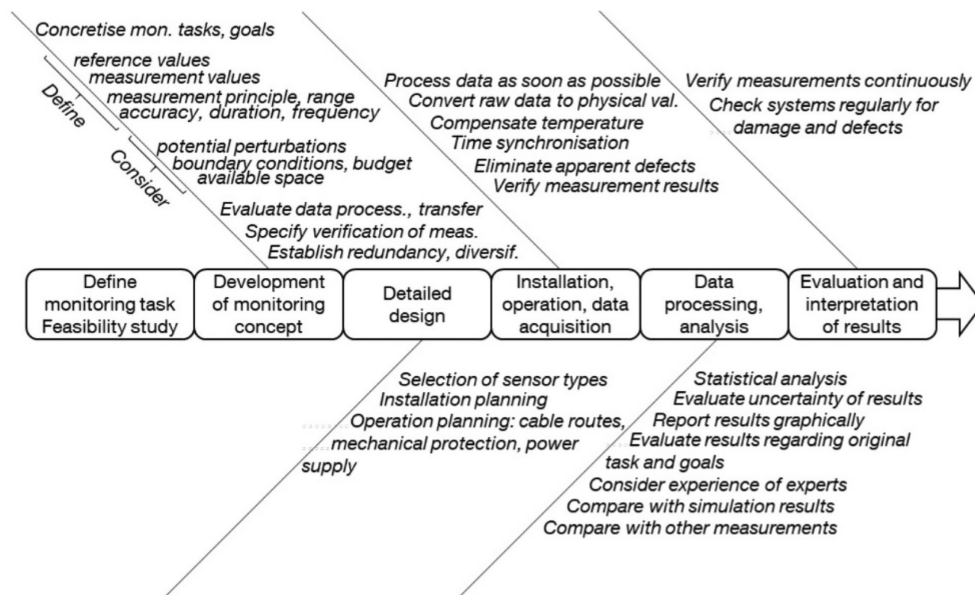 Concretise mon. tasks, goals
Define
reference values
measurement values
measurement principle, range
accuracy, duration, frequency
Consider
potential perturbations
boundary conditions, budget
available space
Evaluate data process., transfer
Specify verification of meas.
Establish redundancy, diversif.
Process data as soon as possible
Convert raw data to physical val.
Compensate temperature
Time synchronisation
Eliminate apparent defects
Verify measurement results
Verify measurements continuously
Check systems regularly for
damage and defects
Define
monitoring task
Feasibility study
Development
of monitoring
concept
Detailed
design
Installation,
operation, data
acquisition
Data
processing,
analysis
Evaluation and
interpretation
of results
Selection of sensor types
Installation planning
Operation planning: cable routes,
mechanical protection, power
supply
Statistical analysis
Evaluate uncertainty of results
Report results graphically
Evaluate results regarding original
task and goals
Consider experience of experts
Compare with simulation results
Compare with other measurements